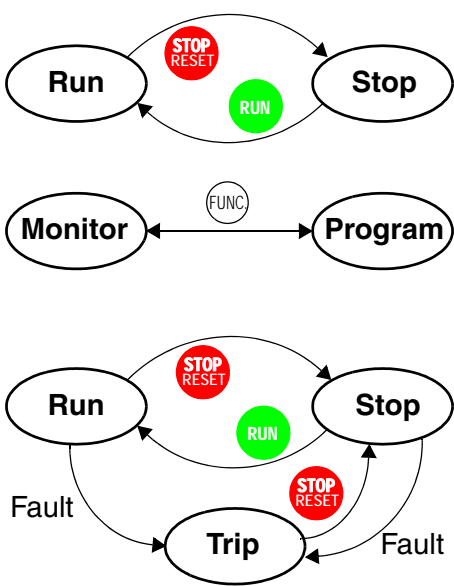 STOP
RESET
Run
Stop
RUN
FUNC.
Monitor
Program
STOP
RESET
Run
Stop
RUN
STOP
RESET
Fault
Trip
Fault